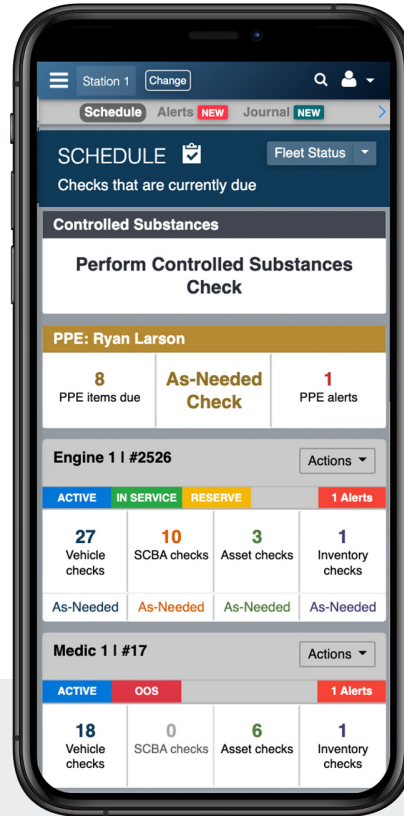 Station 1 Change
Schedule Alerts NEW Journal NEW
SCHEDULE Fleet Status
Checks that are currently due
Controlled Substances
Perform Controlled Substances
Check
PPE: Ryan Larson
8 As-Needed 1
PPE items due Check PPE alerts
Engine 1 | #2526 Actions
ACTIVE IN SERVICE RESERVE 1 Alerts
27 10 3 1
Vehicle SCBA checks Asset checks Inventory
checks checks
As-Needed As-Needed As-Needed As-Needed
Medic 1 | #17 Actions
ACTIVE OOS 1 Alerts
18 0 6 1
Vehicle SCBA checks Asset checks Inventory
checks checks